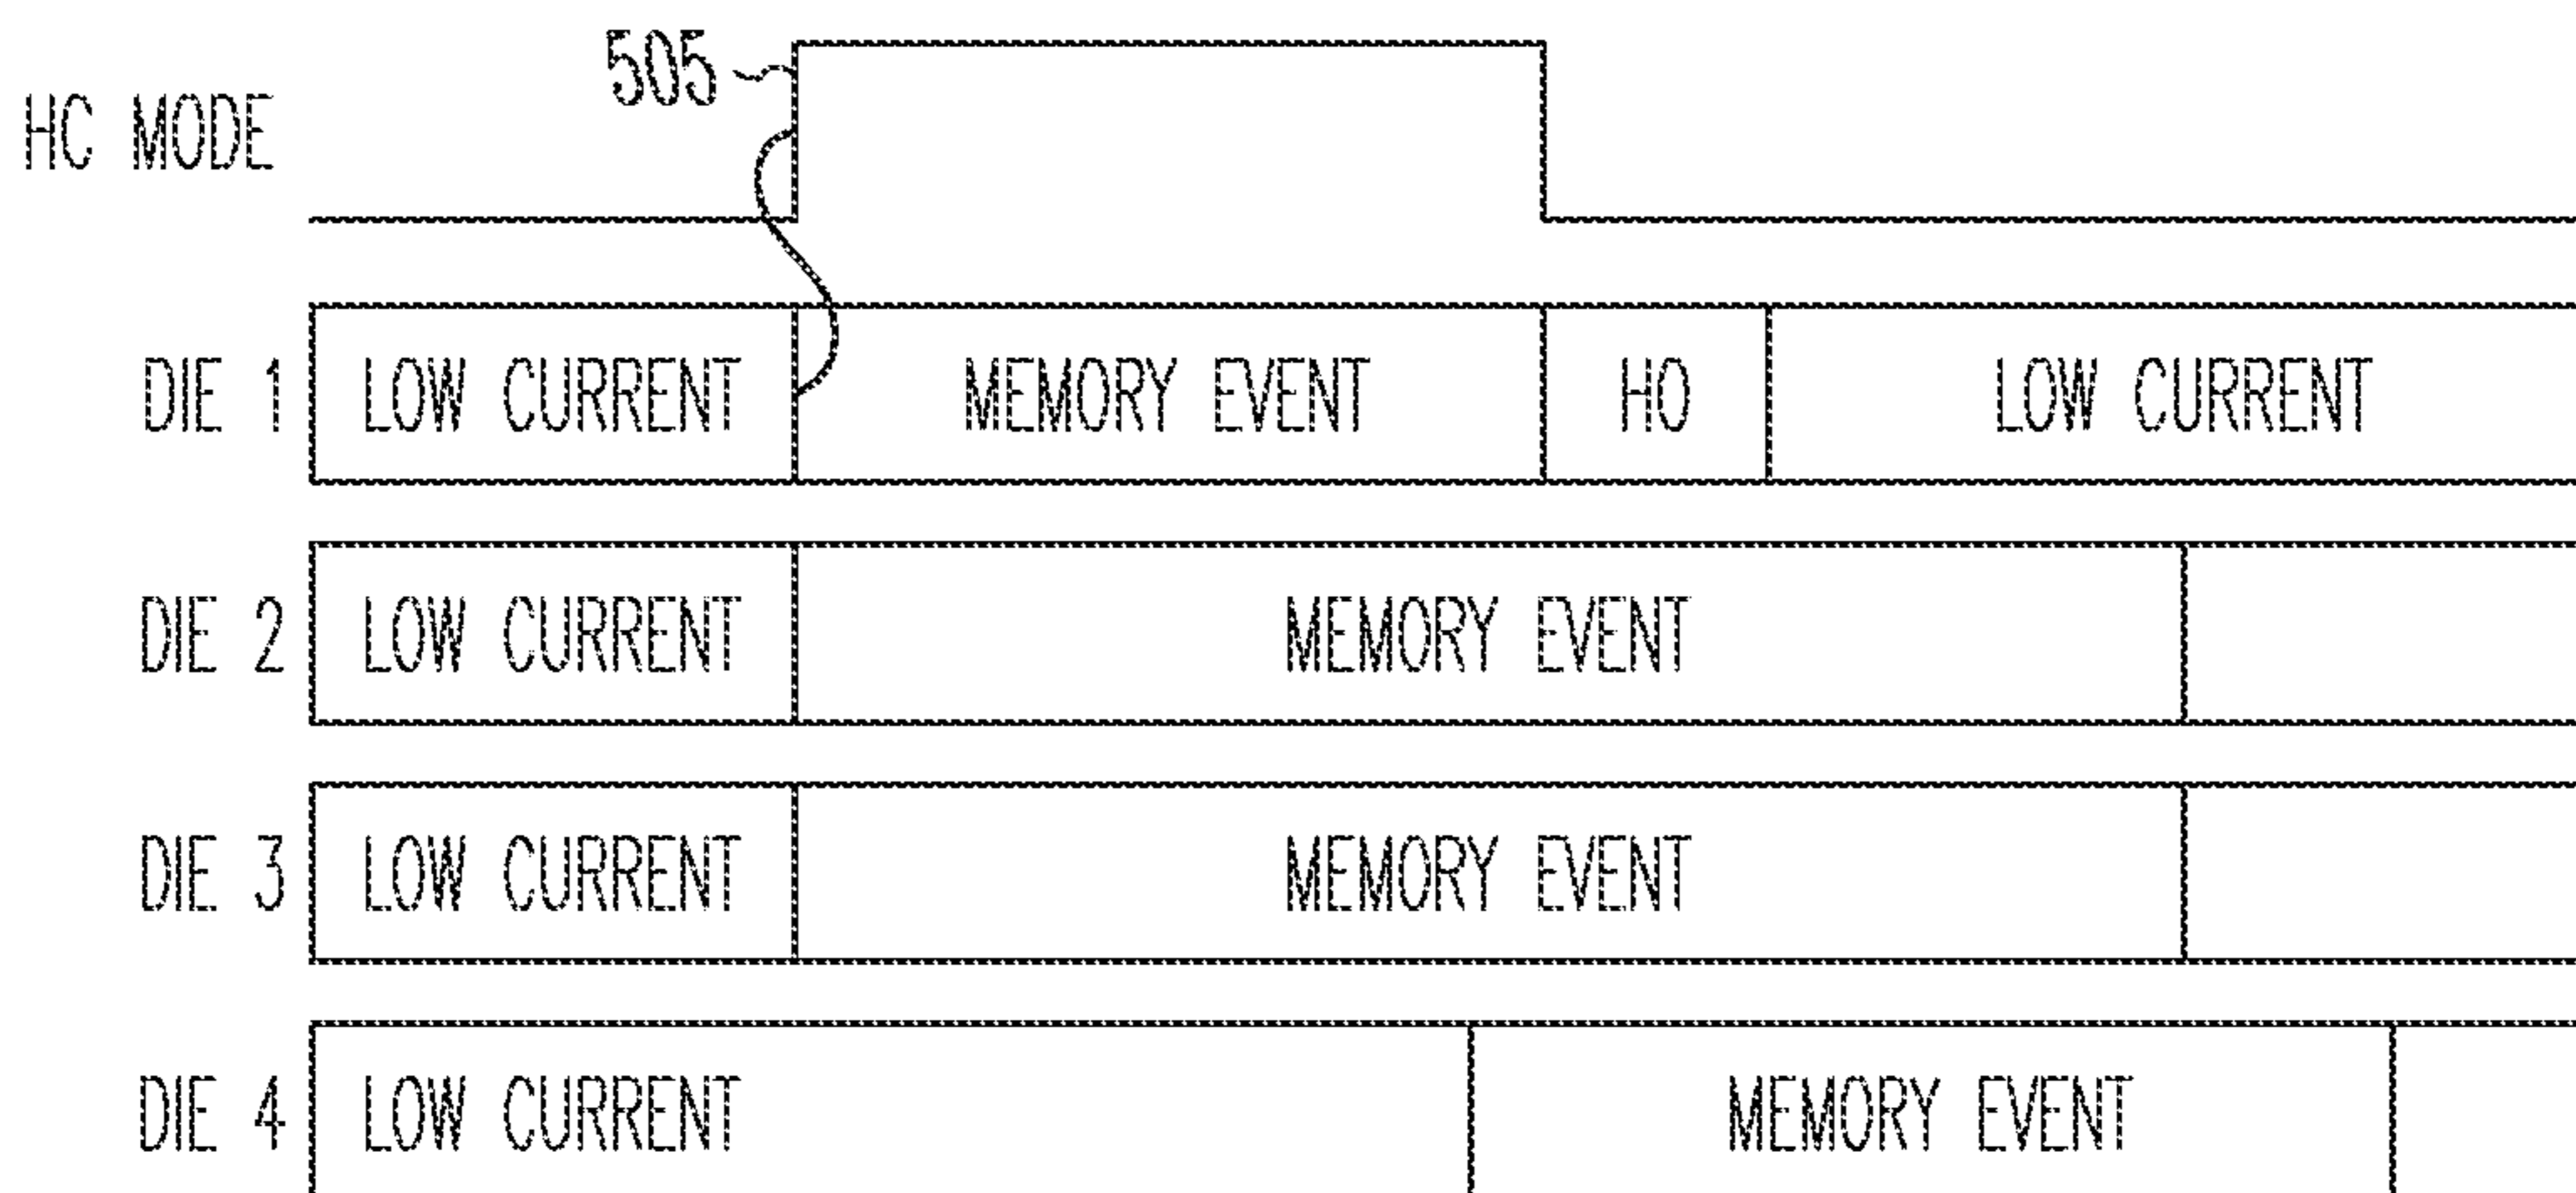 505
HC MODE
DIE 1 LOW CURRENT MEMORY EVENT HO LOW CURRENT
DIE 2 LOW CURRENT MEMORY EVENT
DIE 3 LOW CURRENT MEMORY EVENT
DIE 4 LOW CURRENT MEMORY EVENT